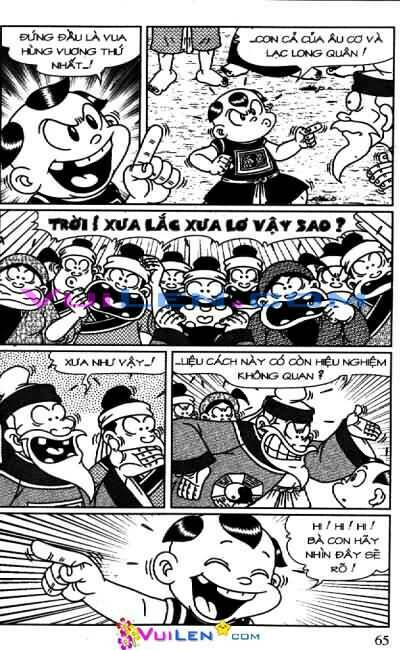 ĐỨNG ĐẦU LÀ VUA
HÙNG VƯƠNG THỨ
NHẤT...!
...CON CẢ CỦA ÂU CƠ VÀ
LẠC LONG QUÂN!
TRỜI! XƯA LẮC XƯA LƠ VẬY SAO?
VUILEN.COM
XƯA NHƯ VẬY...!
...LIỆU CÁCH NÀY CÓ CÒN HIỆU NGHIỆM
KHÔNG QUAN?
HI! HI! HI!
BÀ CON HÃY
NHÌN ĐÂY SẼ
RÕ!
65
VUILEN.COM